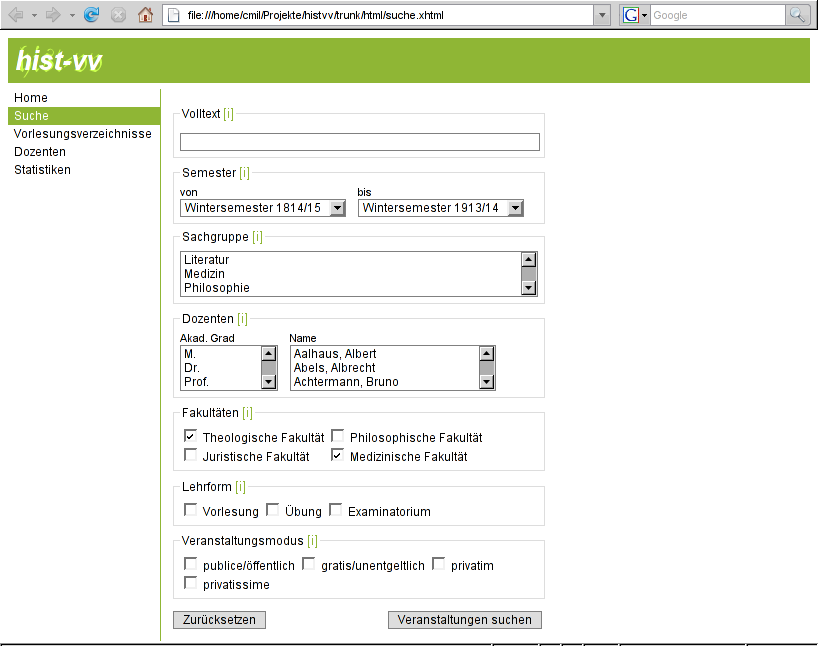 file:///home/cmil/Projekte/histvv/trunk/html/suche.xhtml
G Google
hist-vv
Home
Suche
Vorlesungsverzeichnisse
Dozenten
Statistiken
Volltext [i]
Semester [i]
von bis
Wintersemester 1814/15 Wintersemester 1913/14
Sachgruppe [i]
Literatur
Medizin
Philosophie
Dozenten [i]
Akad. Grad Name
M. Aalhaus, Albert
Dr. Abels, Albrecht
Prof. Achtermann, Bruno
Fakultäten [i]
Theologische Fakultät Philosophische Fakultät
Juristische Fakultät Medizinische Fakultät
Lehrform [i]
Vorlesung Übung Examinatorium
Veranstaltungsmodus [i]
publice/öffentlich gratis/unentgeltlich privatim
privatissime
Zurücksetzen Veranstaltungen suchen